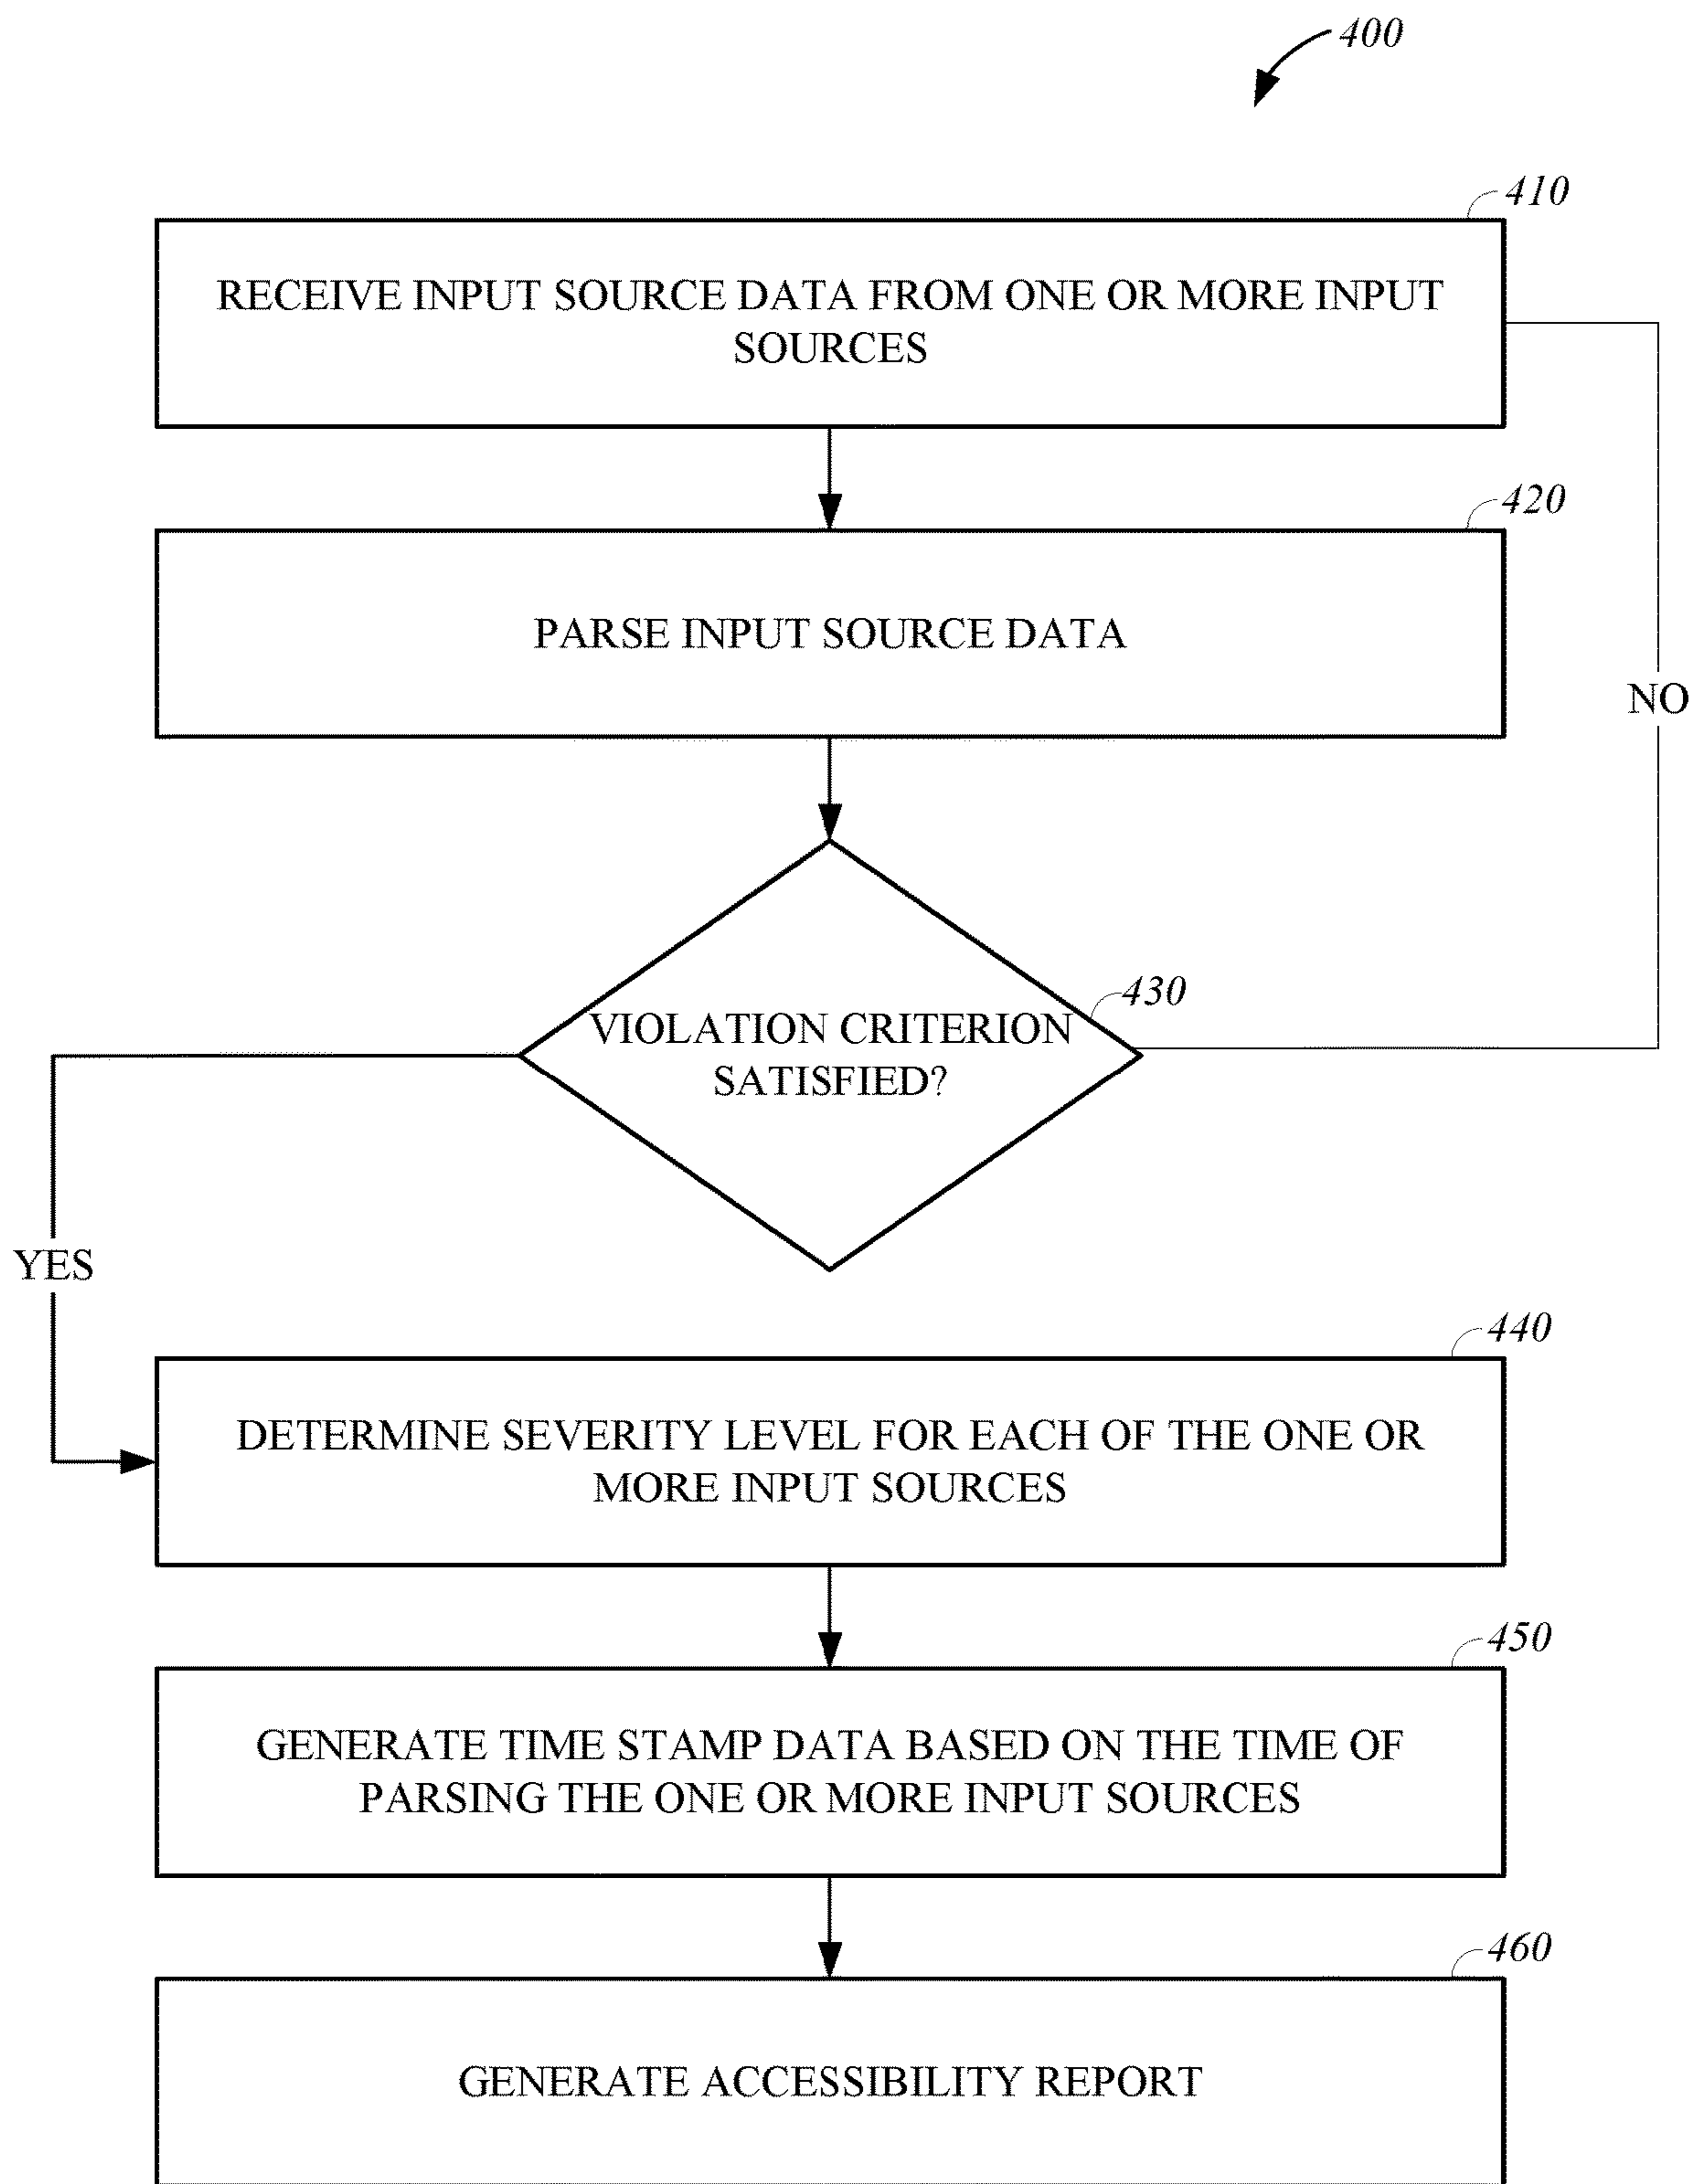 400
410
RECEIVE INPUT SOURCE DATA FROM ONE OR MORE INPUT
SOURCES
420
PARSE INPUT SOURCE DATA
NO
430
VIOLATION CRITERION
SATISFIED?
YES
440
DETERMINE SEVERITY LEVEL FOR EACH OF THE ONE OR
MORE INPUT SOURCES
450
GENERATE TIME STAMP DATA BASED ON THE TIME OF
PARSING THE ONE OR MORE INPUT SOURCES
460
GENERATE ACCESSIBILITY REPORT